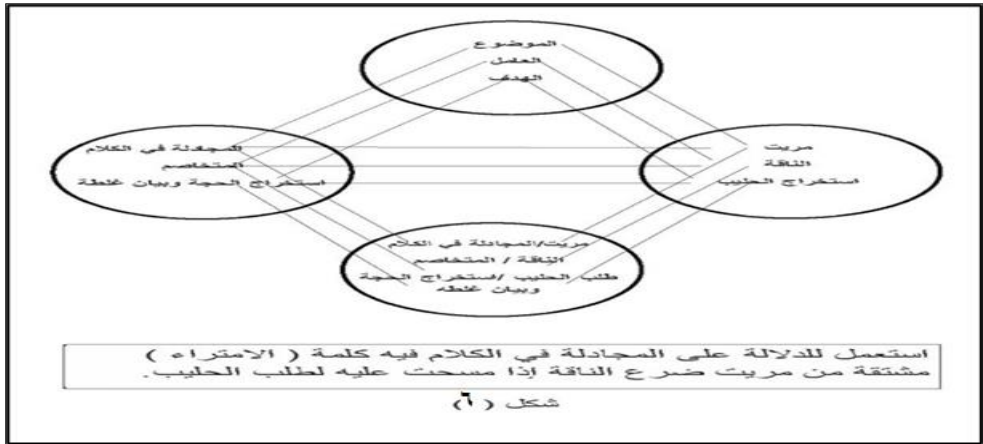 الموضوع
العامل
الهدف
مريت
الناقة
استخراج الحليب
المجادلة في الكلام
المتخاصم
استخراج الحجة وبيان غلطة
مريت/المجادلة في الكلام
الناقة / المتخاصم
طلب الحليب /استخراج الحجة
وبيان غلطه
استعمل للدلالة على المجادلة في الكلام فيه كلمة ( الامتراء )
مشتقة من مريت ضرع الناقة إذا مسحت عليه لطلب الحليب.
شكل (٦)